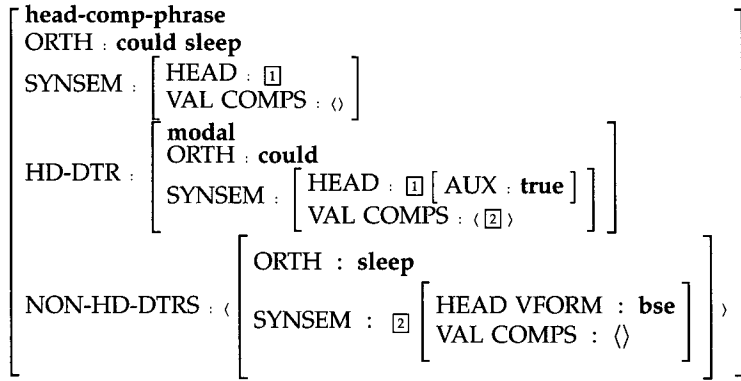 head-comp-phrase
ORTH : could sleep
SYNSEM : [ HEAD : [1]
VAL COMPS : ⟨⟩ ]
HD-DTR : [ modal
ORTH : could
SYNSEM : [ HEAD : [1] [ AUX : true ]
VAL COMPS : ⟨ [2] ⟩ ] ]
NON-HD-DTRS : ⟨ [ ORTH : sleep
SYNSEM : [2] [ HEAD VFORM : bse
VAL COMPS : ⟨⟩ ] ] ⟩